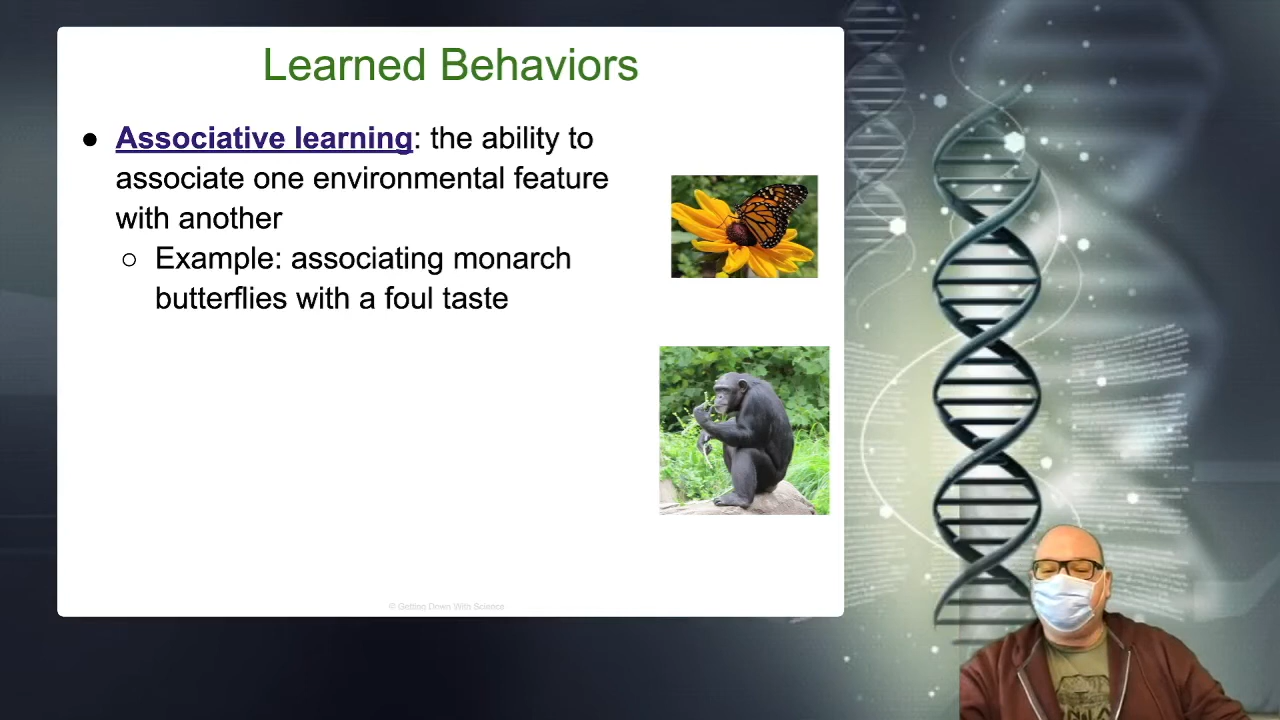 Learned Behaviors
● Associative learning: the ability to
associate one environmental feature
with another
○ Example: associating monarch
butterflies with a foul taste
© Getting Down With Science